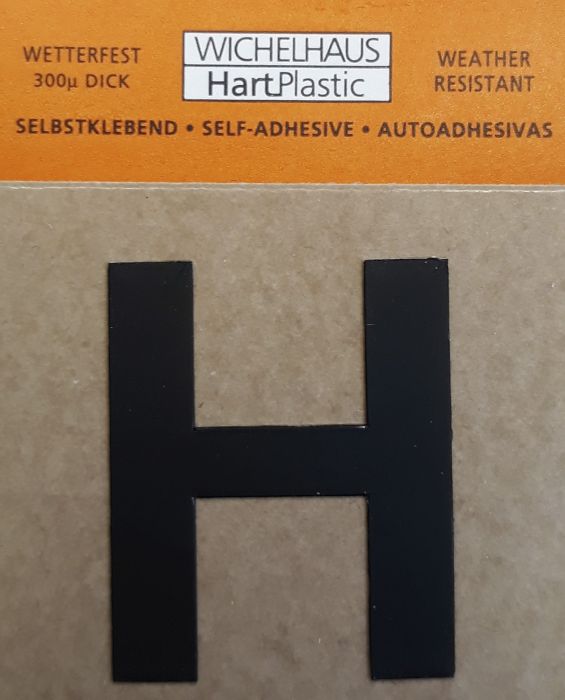 WETTERFEST
300µ DICK
WICHELHAUS
HartPlastic
WEATHER
RESISTANT
SELBSTKLEBEND • SELF-ADHESIVE • AUTOADHESIVAS
H